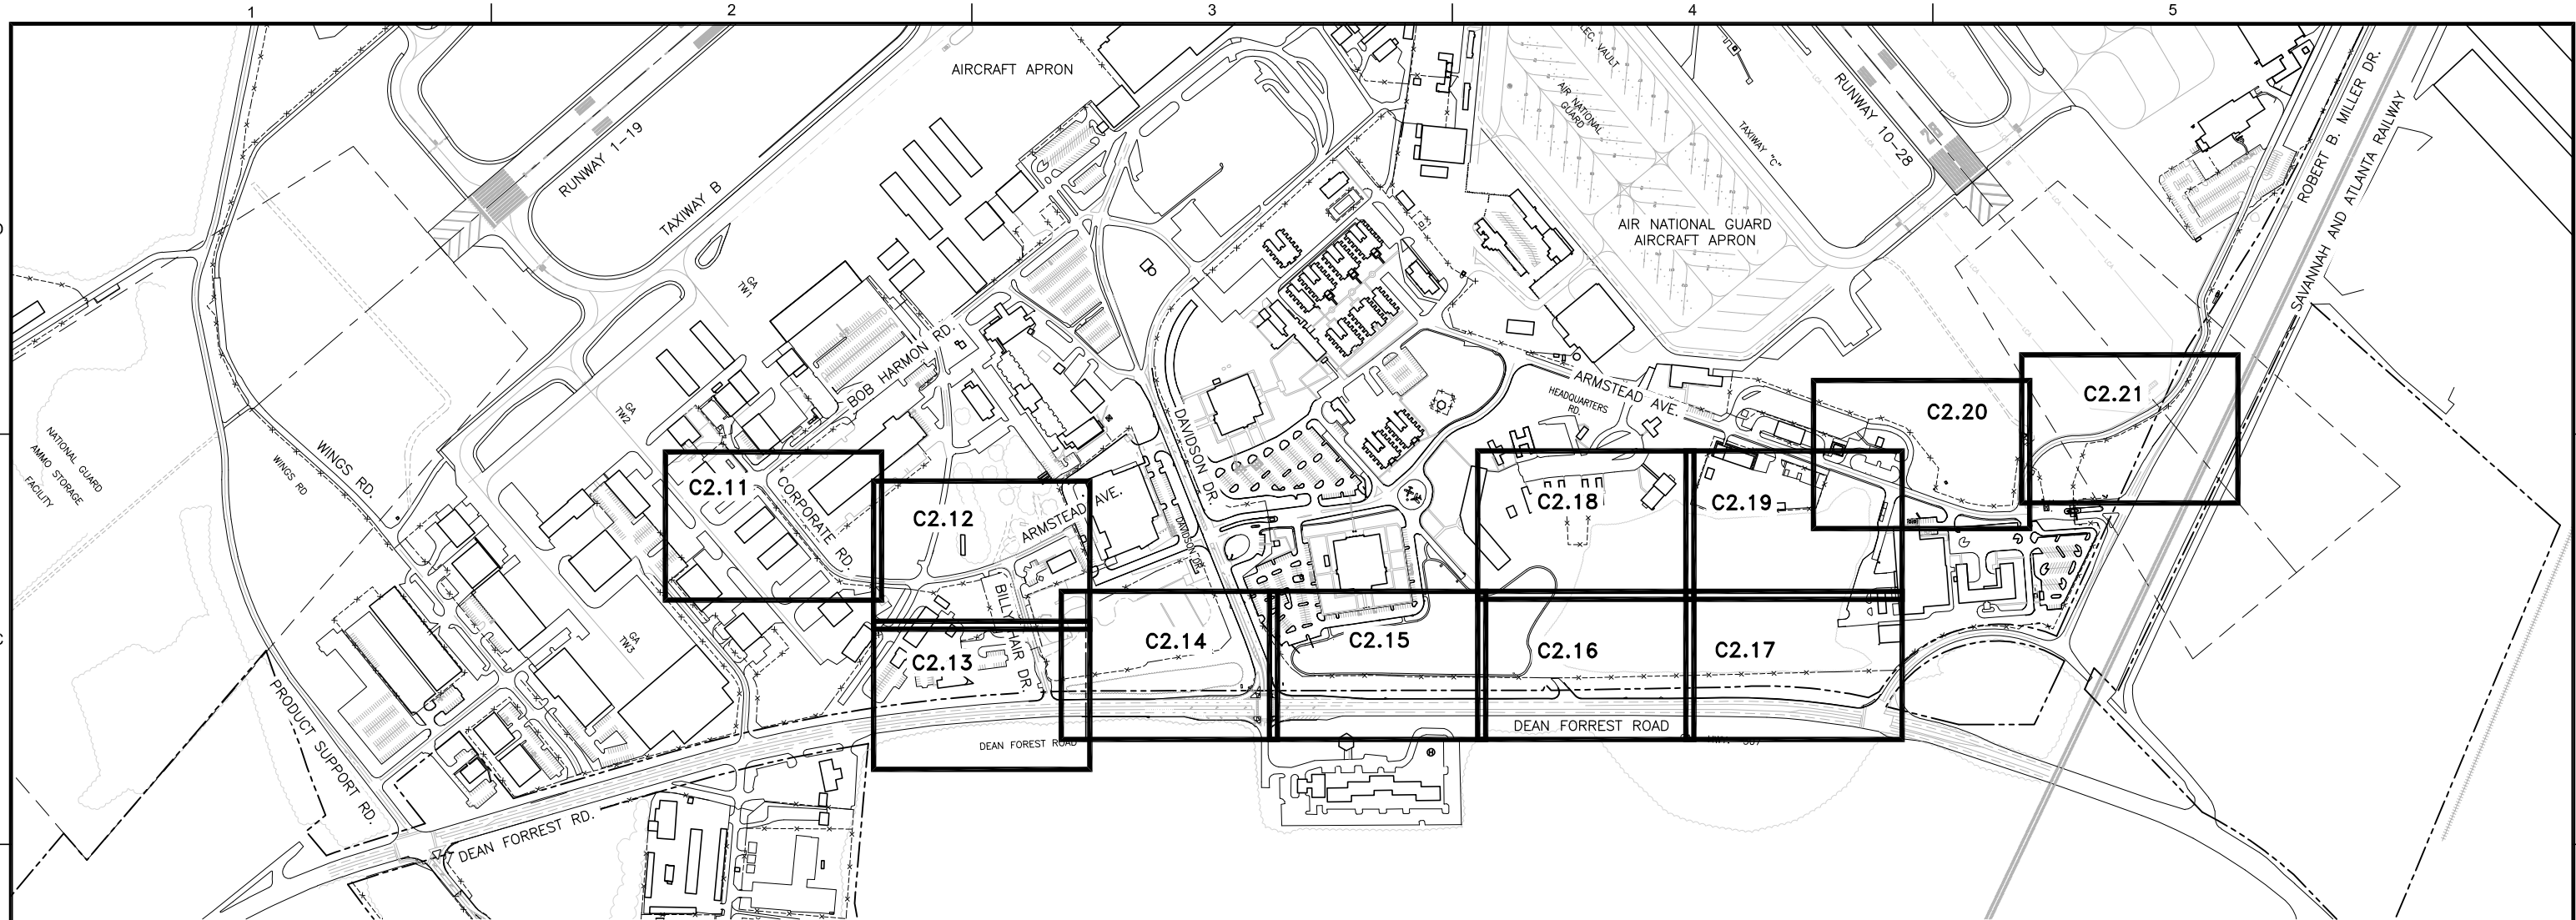 1
2
3
4
5
AIRCRAFT APRON
ELEC. VAULT
AIR NATIONAL
GUARD
RUNWAY 1-19
TAXIWAY B
TAXIWAY "C"
RUNWAY 10-28
28
ROBERT B. MILLER DR.
SAVANNAH AND ATLANTA RAILWAY
AIR NATIONAL GUARD
AIRCRAFT APRON
GA
TW1
BOB HARMON RD.
GA
TW2
ARMSTEAD AVE.
HEADQUARTERS
RD.
DAVIDSON DR.
NATIONAL GUARD
AMMO STORAGE
FACILITY
WINGS RD.
WINGS RD
C2.21
C2.20
C2.11
CORPORATE RD.
C2.12
ARMSTEAD AVE.
DAVIDSON DR.
C2.18
C2.19
BILLY HAIR DR.
GA
TW3
C2.13
C2.14
C2.15
C2.16
C2.17
PRODUCT SUPPORT RD.
DEAN FOREST ROAD
DEAN FORREST ROAD
DEAN FORREST RD.